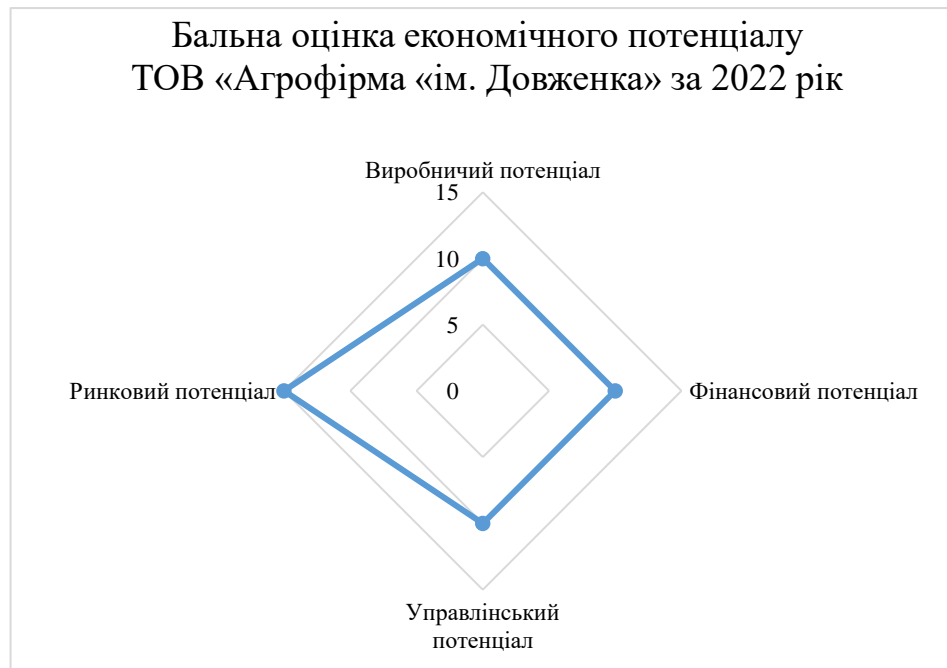 Бальна оцінка економічного потенціалу
ТОВ «Агрофірма «ім. Довженка» за 2022 рік
Виробничий потенціал
15
10
5
0
Ринковий потенціал
Фінансовий потенціал
Управлінський
потенціал